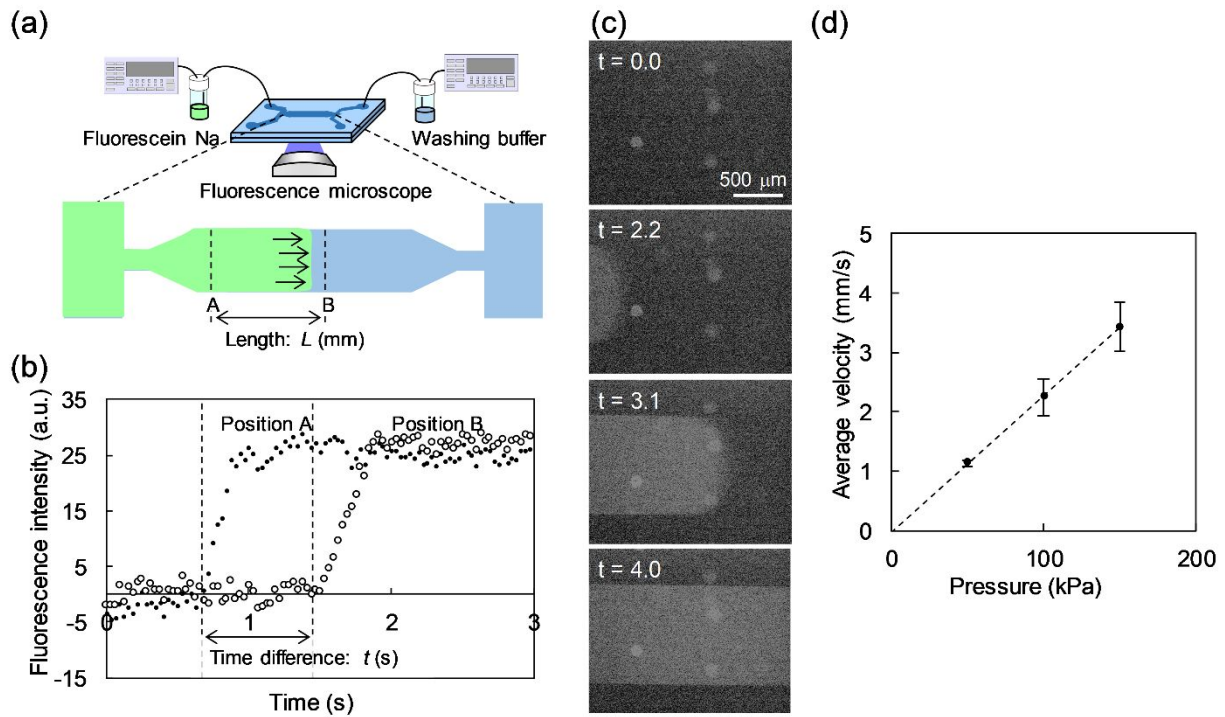 (a)
Fluorescein Na
Washing buffer
Fluorescence microscope
A
B
Length: L (mm)
(b)
Fluorescence intensity (a.u.)
35
25
15
5
-5
-15
Position A
Position B
0
1
2
3
Time difference: t (s)
Time (s)
(c)
t = 0.0
500 μm
t = 2.2
t = 3.1
t = 4.0
(d)
Average velocity (mm/s)
5
4
3
2
1
0
0
100
200
Pressure (kPa)